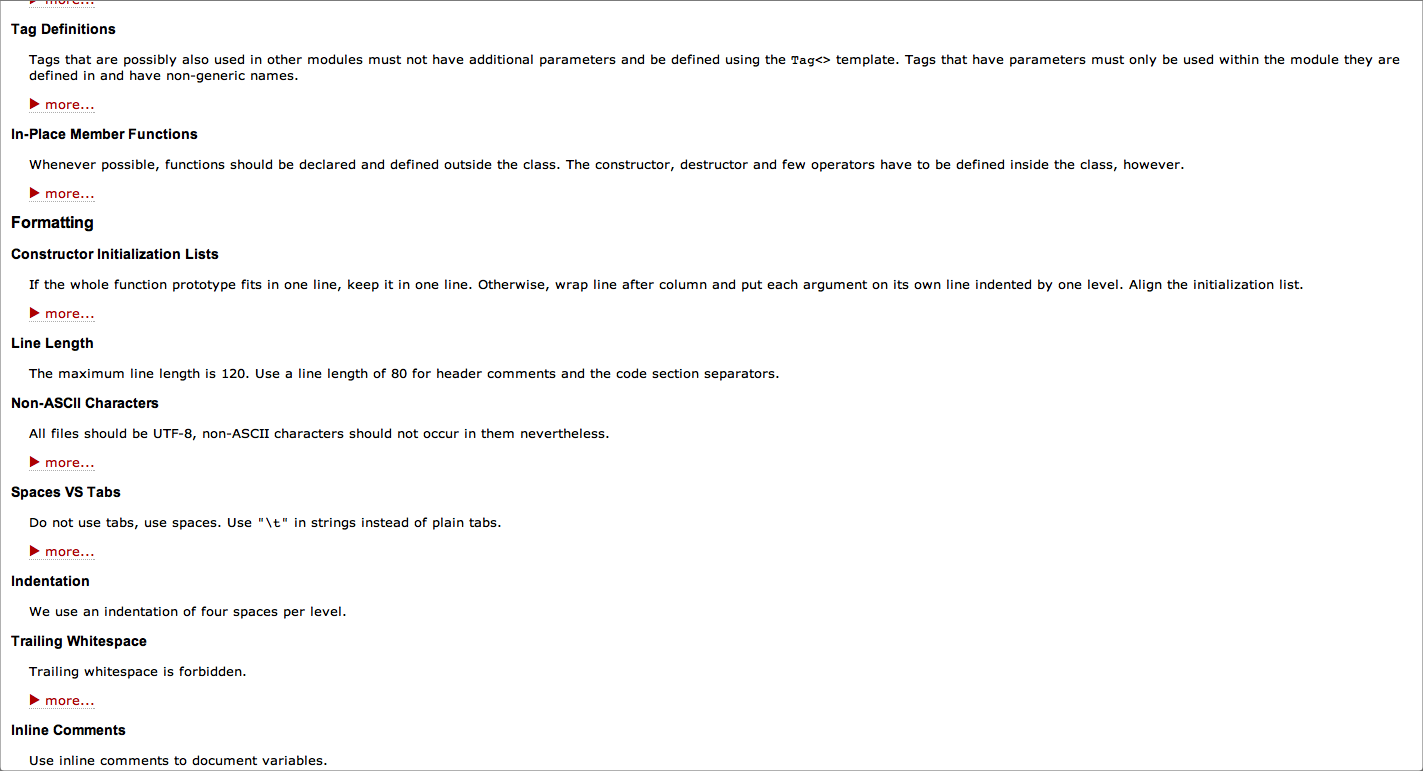 ▶ more...
Tag Definitions
Tags that are possibly also used in other modules must not have additional parameters and be defined using the Tag<> template. Tags that have parameters must only be used within the module they are
defined in and have non-generic names.
▶ more...
In-Place Member Functions
Whenever possible, functions should be declared and defined outside the class. The constructor, destructor and few operators have to be defined inside the class, however.
▶ more...
Formatting
Constructor Initialization Lists
If the whole function prototype fits in one line, keep it in one line. Otherwise, wrap line after column and put each argument on its own line indented by one level. Align the initialization list.
▶ more...
Line Length
The maximum line length is 120. Use a line length of 80 for header comments and the code section separators.
Non-ASCII Characters
All files should be UTF-8, non-ASCII characters should not occur in them nevertheless.
▶ more...
Spaces VS Tabs
Do not use tabs, use spaces. Use "\t" in strings instead of plain tabs.
▶ more...
Indentation
We use an indentation of four spaces per level.
Trailing Whitespace
Trailing whitespace is forbidden.
▶ more...
Inline Comments
Use inline comments to document variables.